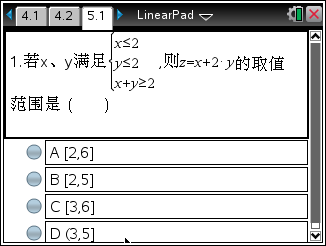 4.1 4.2 5.1 LinearPad
x≤2
1.若x、y满足 y≤2 ,则z=x+2·y的取值
x+y≥2
范围是（ ）
A [2,6]
B [2,5]
C [3,6]
D (3,5]